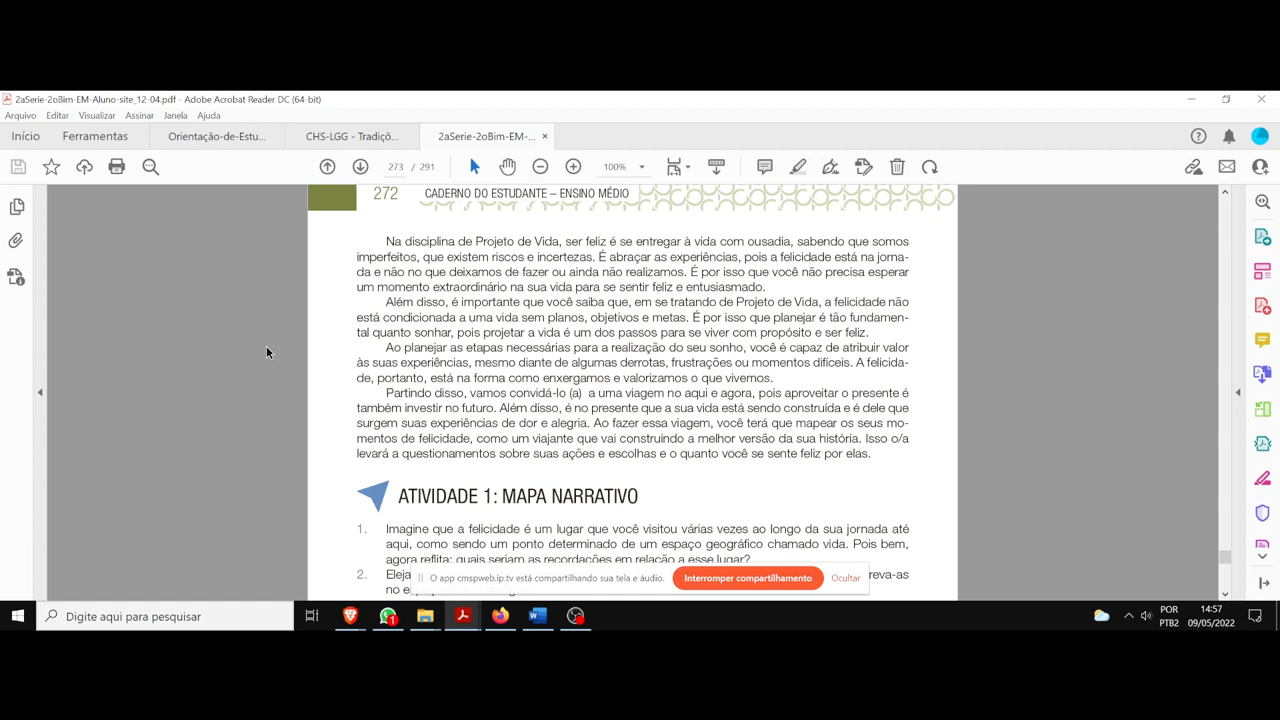 2aSerie-2oBim-EM-Aluno-site_12-04.pdf - Adobe Acrobat Reader DC (64-bit)
Arquivo Editar Visualizar Assinar Janela Ajuda
Início Ferramentas Orientação-de-Estu... CHS-LGG - Tradiçõ... 2aSerie-2oBim-EM-... ×
273 / 291 100%
272 CADERNO DO ESTUDANTE – ENSINO MÉDIO
Na disciplina de Projeto de Vida, ser feliz é se entregar à vida com ousadia, sabendo que somos
imperfeitos, que existem riscos e incertezas. É abraçar as experiências, pois a felicidade está na jorna-
da e não no que deixamos de fazer ou ainda não realizamos. É por isso que você não precisa esperar
um momento extraordinário na sua vida para se sentir feliz e entusiasmado.
Além disso, é importante que você saiba que, em se tratando de Projeto de Vida, a felicidade não
está condicionada a uma vida sem planos, objetivos e metas. É por isso que planejar é tão fundamen-
tal quanto sonhar, pois projetar a vida é um dos passos para se viver com propósito e ser feliz.
Ao planejar as etapas necessárias para a realização do seu sonho, você é capaz de atribuir valor
às suas experiências, mesmo diante de algumas derrotas, frustrações ou momentos difíceis. A felicida-
de, portanto, está na forma como enxergamos e valorizamos o que vivemos.
Partindo disso, vamos convidá-lo (a) a uma viagem no aqui e agora, pois aproveitar o presente é
também investir no futuro. Além disso, é no presente que a sua vida está sendo construída e é dele que
surgem suas experiências de dor e alegria. Ao fazer essa viagem, você terá que mapear os seus mo-
mentos de felicidade, como um viajante que vai construindo a melhor versão da sua história. Isso o/a
levará a questionamentos sobre suas ações e escolhas e o quanto você se sente feliz por elas.
ATIVIDADE 1: MAPA NARRATIVO
1. Imagine que a felicidade é um lugar que você visitou várias vezes ao longo da sua jornada até
aqui, como sendo um ponto determinado de um espaço geográfico chamado vida. Pois bem,
agora reflita: quais seriam as recordações em relação a esse lugar?
2. Eleja reva-as
no
O app cmspweb.ip.tv está compartilhando sua tela e áudio. Interromper compartilhamento Ocultar
Digite aqui para pesquisar
1
POR
PTB2
14:57
09/05/2022